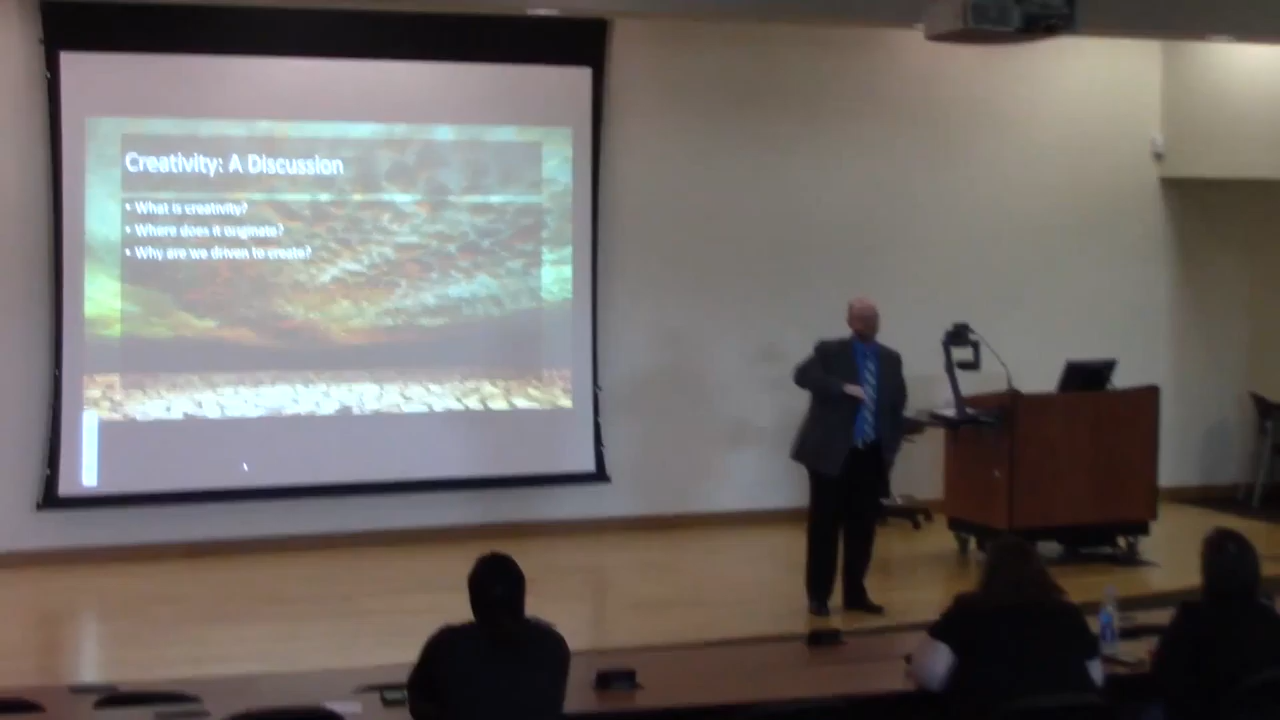 Creativity: A Discussion
• What is creativity?
• Where does it originate?
• Why are we driven to create?